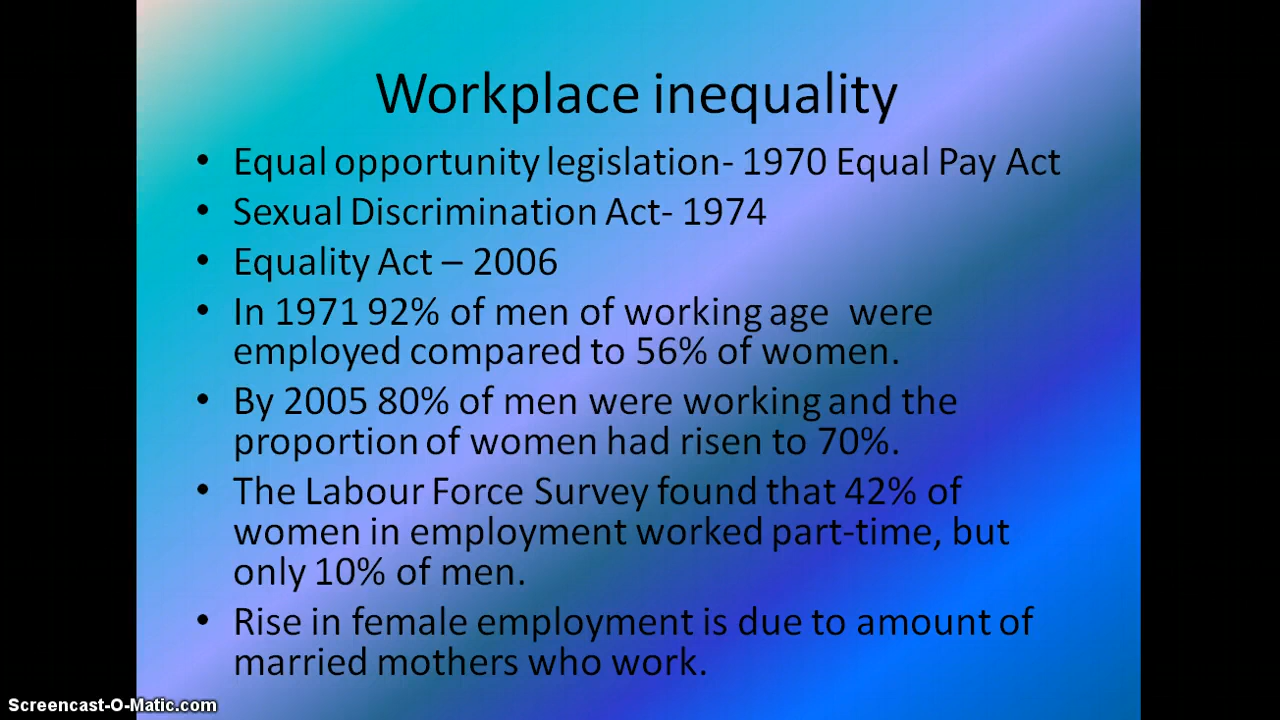 Workplace inequality
• Equal opportunity legislation- 1970 Equal Pay Act
• Sexual Discrimination Act- 1974
• Equality Act – 2006
• In 1971 92% of men of working age  were
employed compared to 56% of women.
• By 2005 80% of men were working and the
proportion of women had risen to 70%.
• The Labour Force Survey found that 42% of
women in employment worked part-time, but
only 10% of men.
• Rise in female employment is due to amount of
married mothers who work.
Screencast-O-Matic.com